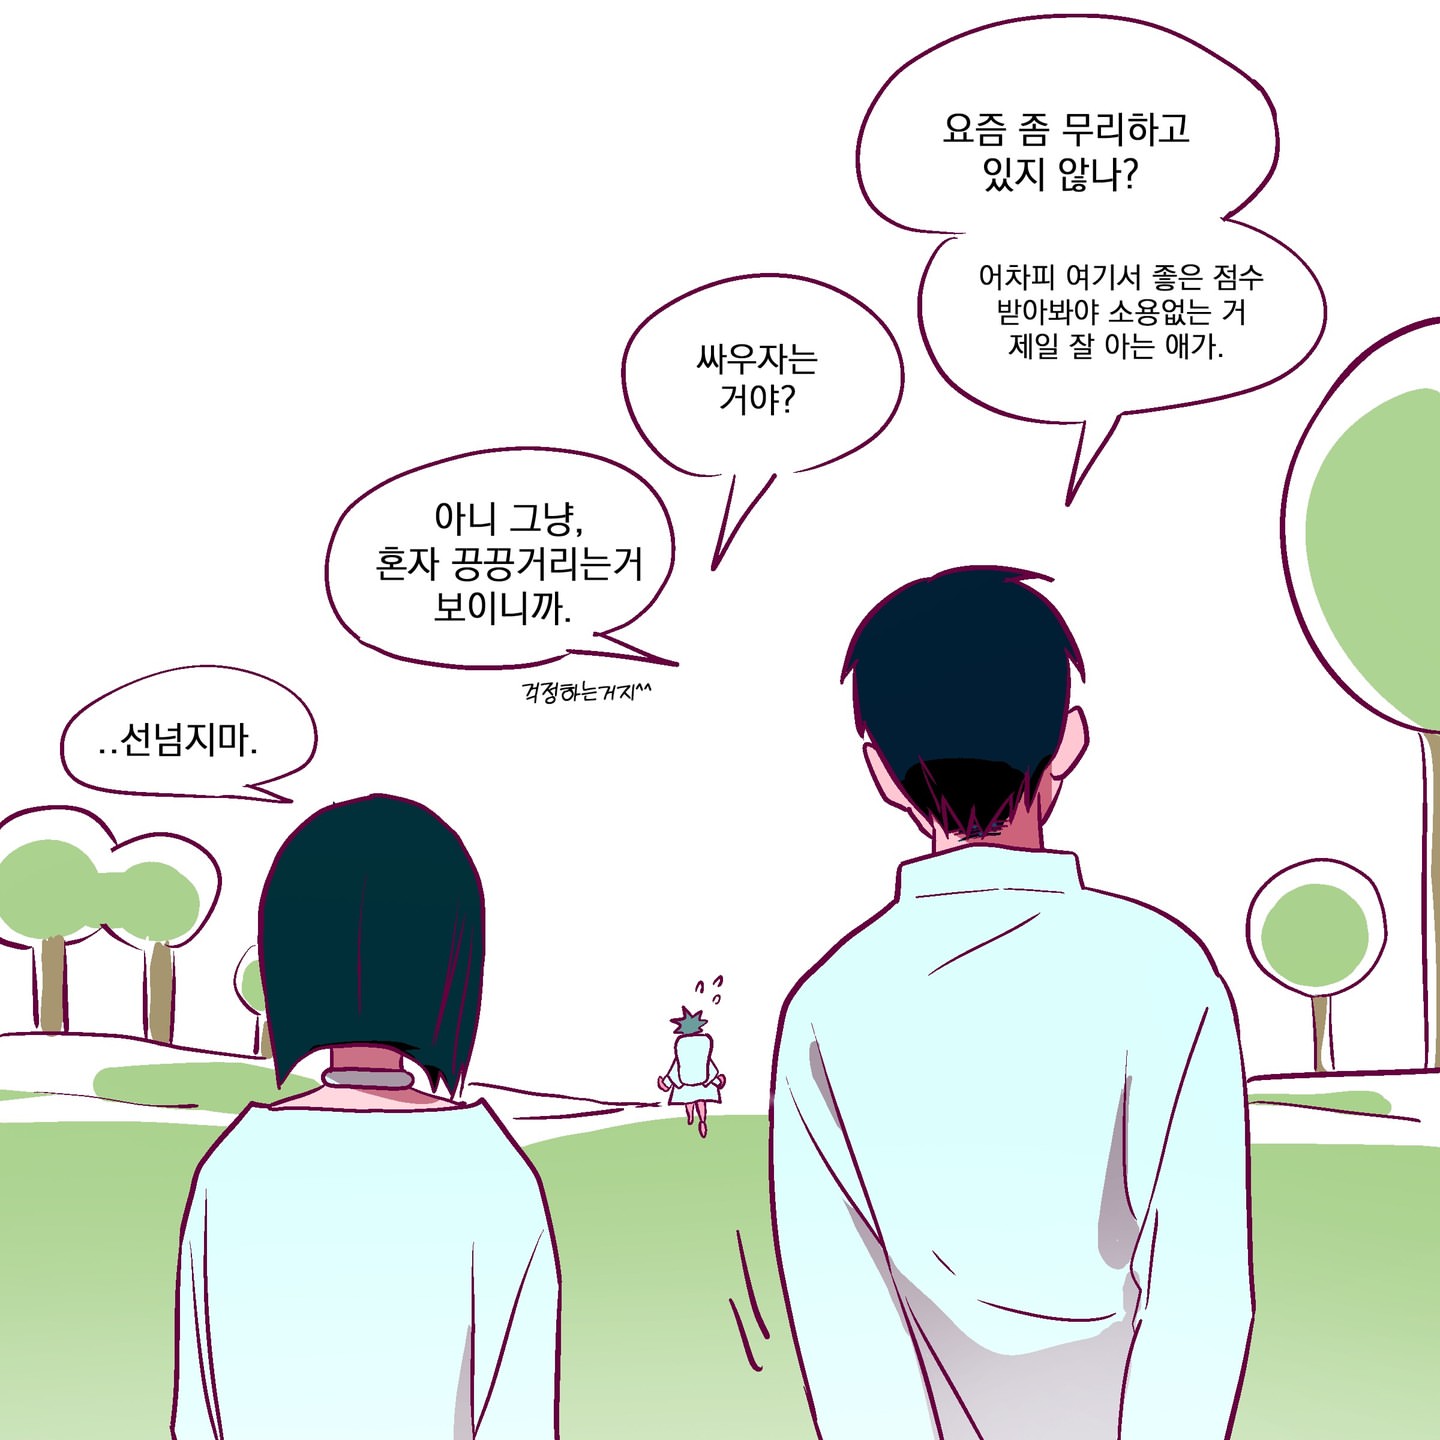 요즘 좀 무리하고
있지 않나?
어차피 여기서 좋은 점수
받아봐야 소용없는 거
제일 잘 아는 애가.
싸우자는
거야?
아니 그냥,
혼자 끙끙거리는거
보이니까.
걱정하는거지^^
..선넘지마.